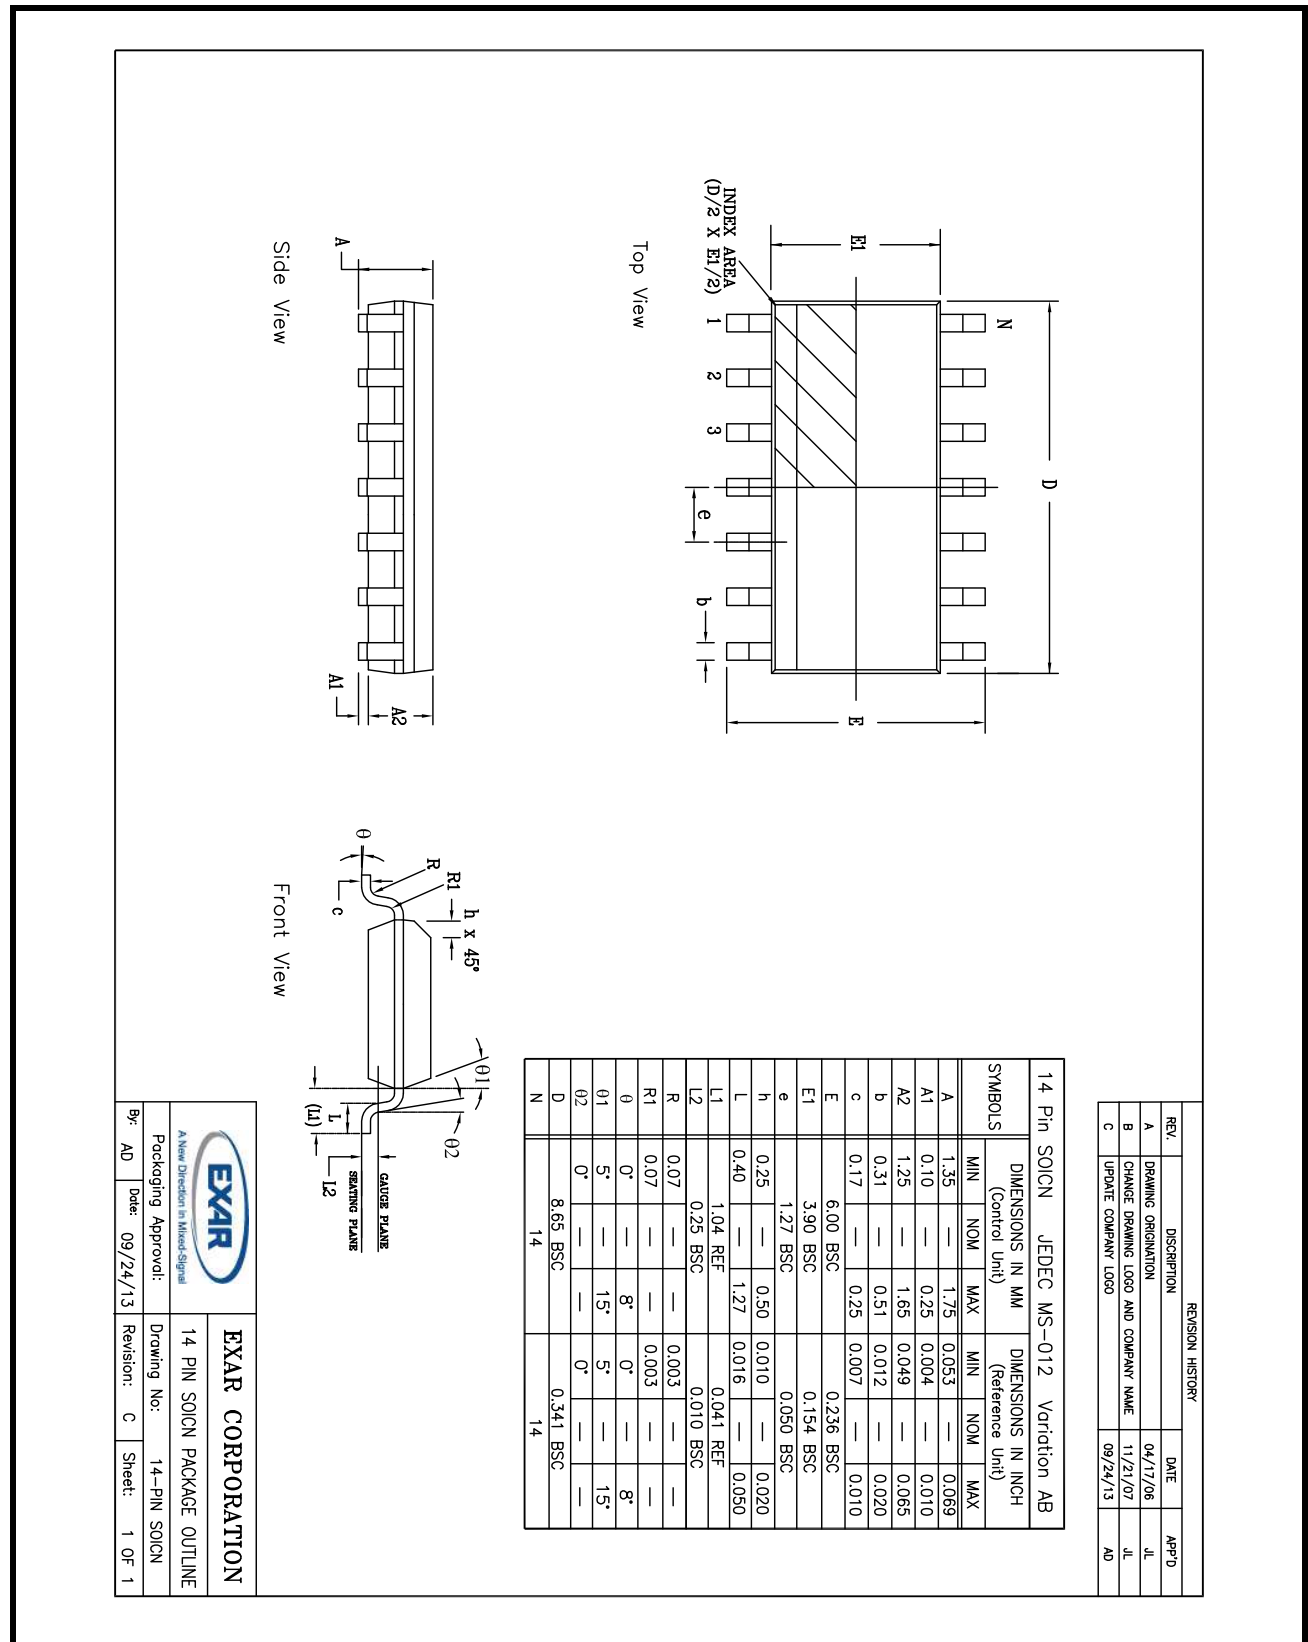 REVISION HISTORY
REV. DISCRIPTION DATE APP'D
A DRAWING ORIGINATION 04/17/06 JL
B CHANGE DRAWING LOGO AND COMPANY NAME 11/21/07 JL
C UPDATE COMPANY LOGO 09/24/13 AD
D
N
E1
E
INDEX AREA
(D/2 X E1/2)
1
2
3
e
b
Top View
14 Pin SOICN JEDEC MS-012 Variation AB
SYMBOLS DIMENSIONS IN MM (Control Unit) DIMENSIONS IN INCH (Reference Unit)
MIN NOM MAX MIN NOM MAX
A 1.35 — 1.75 0.053 — 0.069
A1 0.10 — 0.25 0.004 — 0.010
A2 1.25 — 1.65 0.049 — 0.065
b 0.31 — 0.51 0.012 — 0.020
c 0.17 — 0.25 0.007 — 0.010
E 6.00 BSC 0.236 BSC
E1 3.90 BSC 0.154 BSC
e 1.27 BSC 0.050 BSC
h 0.25 — 0.50 0.010 — 0.020
L 0.40 — 1.27 0.016 — 0.050
L1 1.04 REF 0.041 REF
L2 0.25 BSC 0.010 BSC
R 0.07 — — 0.003 — —
R1 0.07 — — 0.003 — —
θ 0° — 8° 0° — 8°
θ1 5° — 15° 5° — 15°
θ2 0° — — 0° — —
D 8.65 BSC 0.341 BSC
N 14 14
A
A1
A2
Side View
θ
R
R1
c
h x 45°
θ1
θ2
L
(L1)
L2
GAUGE PLANE
SEATING PLANE
Front View
EXAR
A New Direction in Mixed-Signal
EXAR CORPORATION
14 PIN SOICN PACKAGE OUTLINE
Packaging Approval: Drawing No: 14-PIN SOICN
By: AD Date: 09/24/13 Revision: C Sheet: 1 OF 1